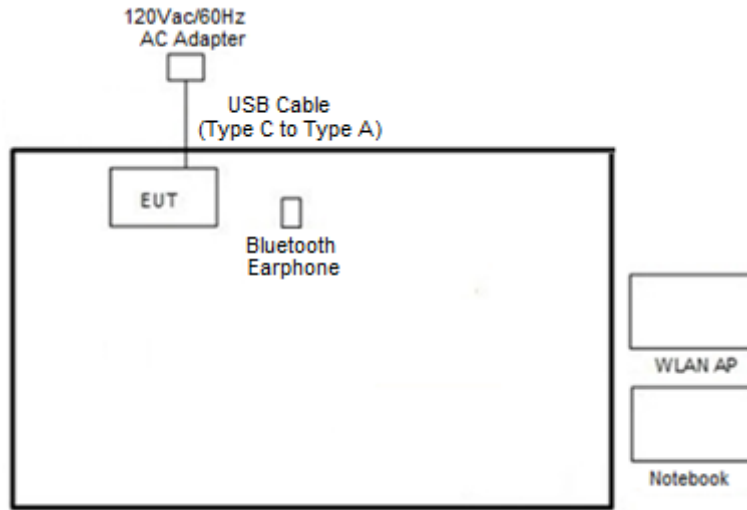 120Vac/60Hz
AC Adapter
USB Cable
(Type C to Type A)
EUT
Bluetooth
Earphone
WLAN AP
Notebook